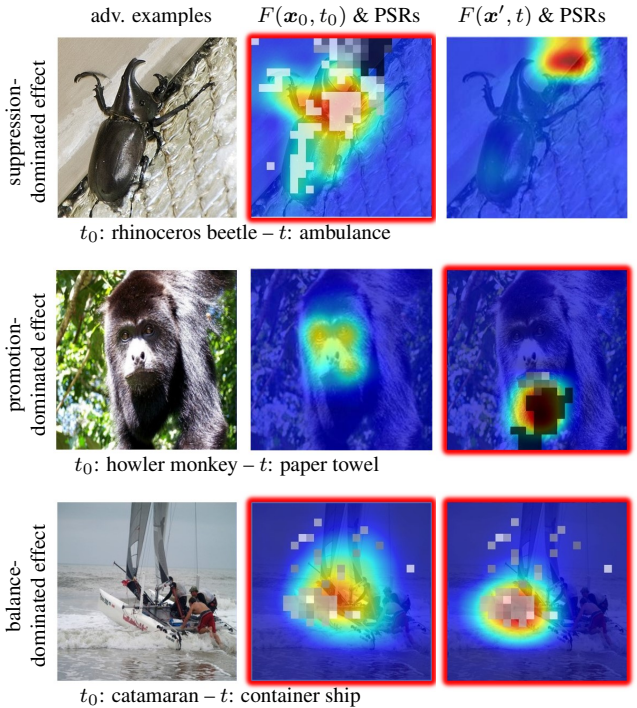 adv. examples F(x₀, t₀) & PSRs F(x′, t) & PSRs
suppression-
dominated effect
t₀: rhinoceros beetle – t: ambulance
promotion-
dominated effect
t₀: howler monkey – t: paper towel
balance-
dominated effect
t₀: catamaran – t: container ship